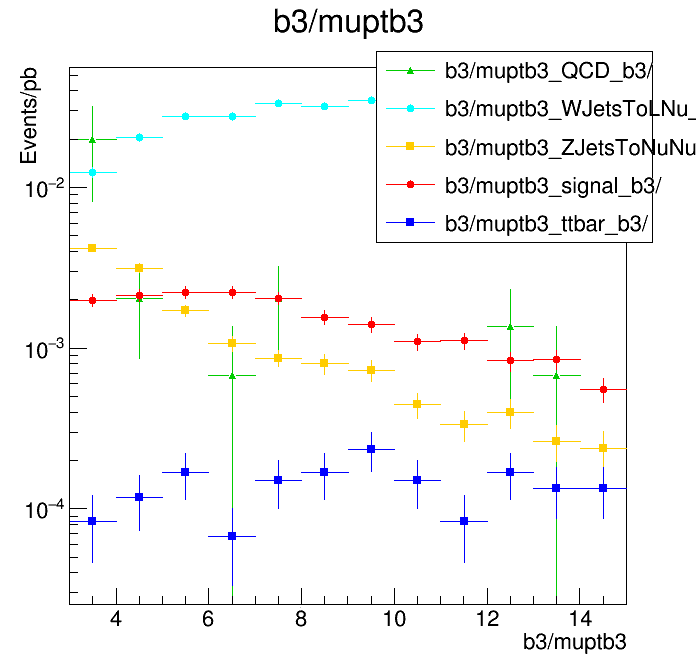 b3/muptb3
Events/pb
b3/muptb3_QCD_b3/
b3/muptb3_WJetsToLNu_
b3/muptb3_ZJetsToNuNu
b3/muptb3_signal_b3/
b3/muptb3_ttbar_b3/
10−2
10−3
10−4
4 6 8 10 12 14
b3/muptb3